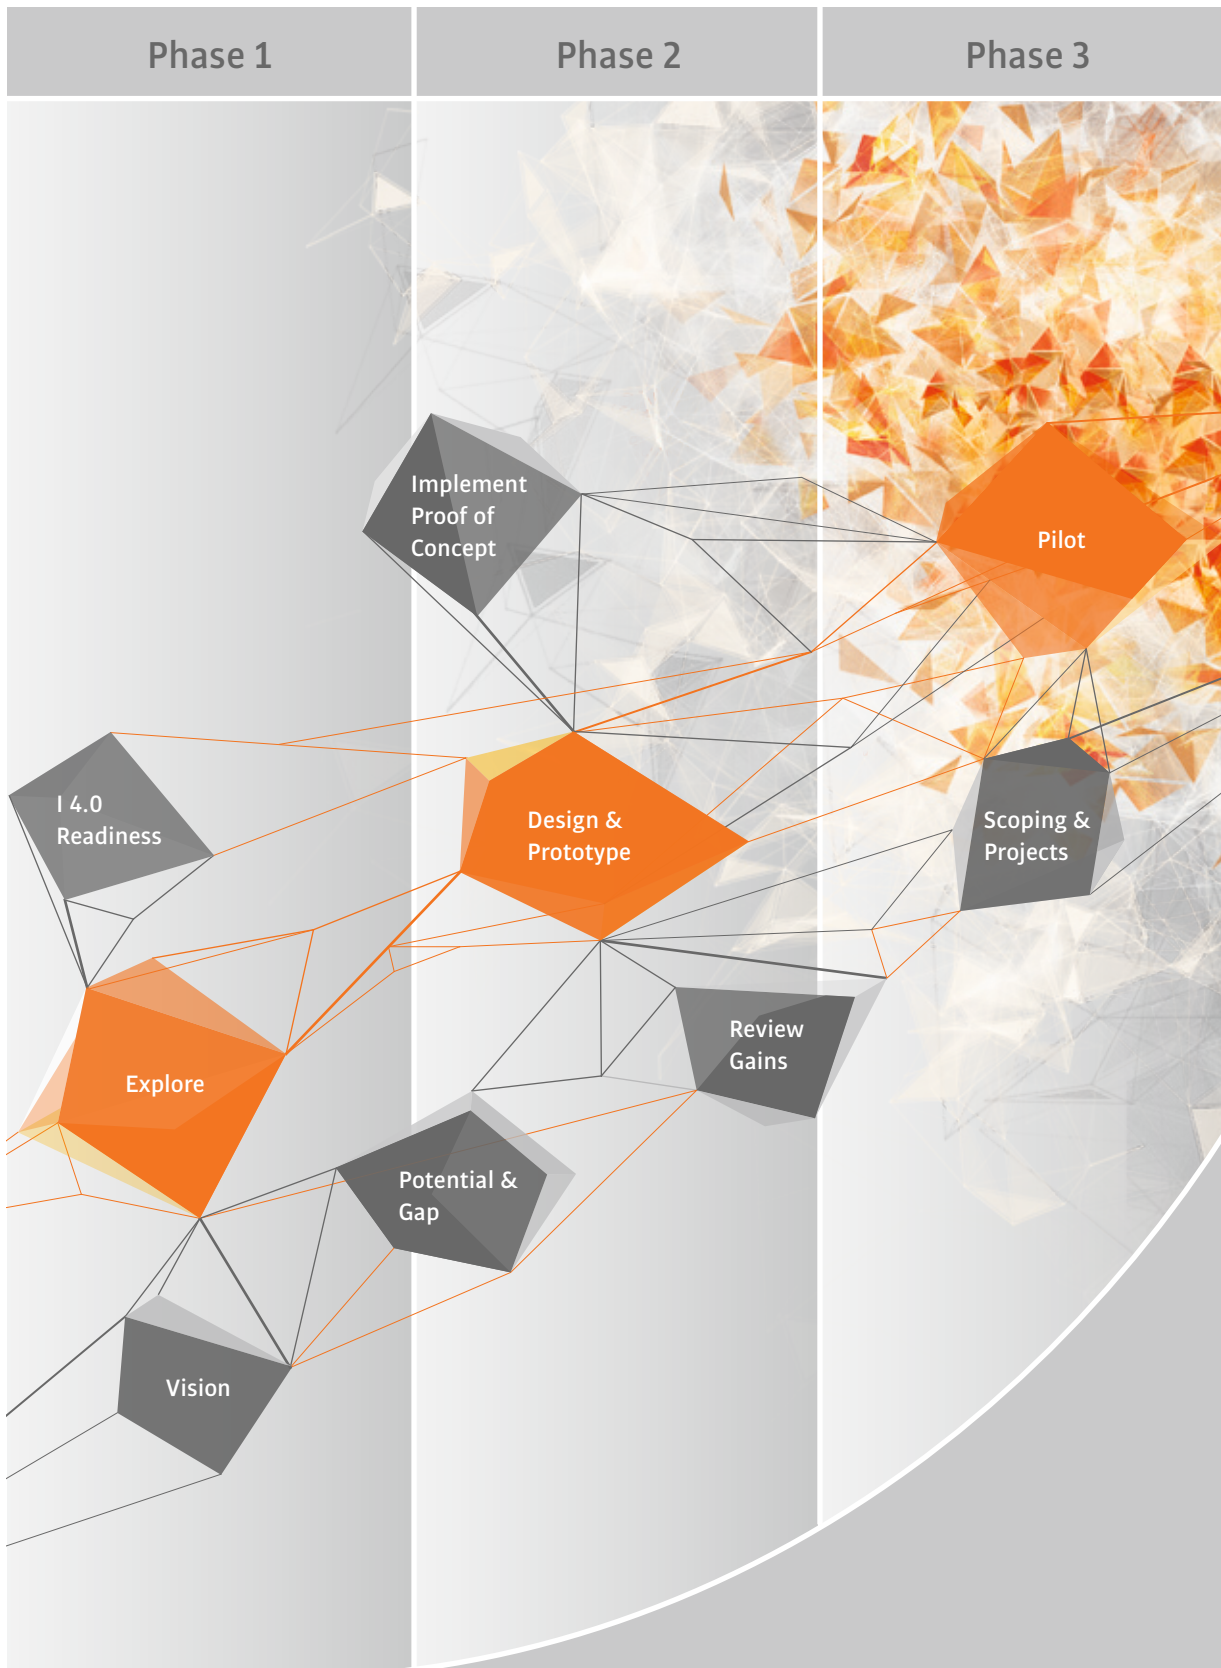 Phase 1
Phase 2
Phase 3
Implement
Proof of
Concept
Pilot
I 4.0
Readiness
Design &
Prototype
Scoping &
Projects
Explore
Review
Gains
Potential &
Gap
Vision